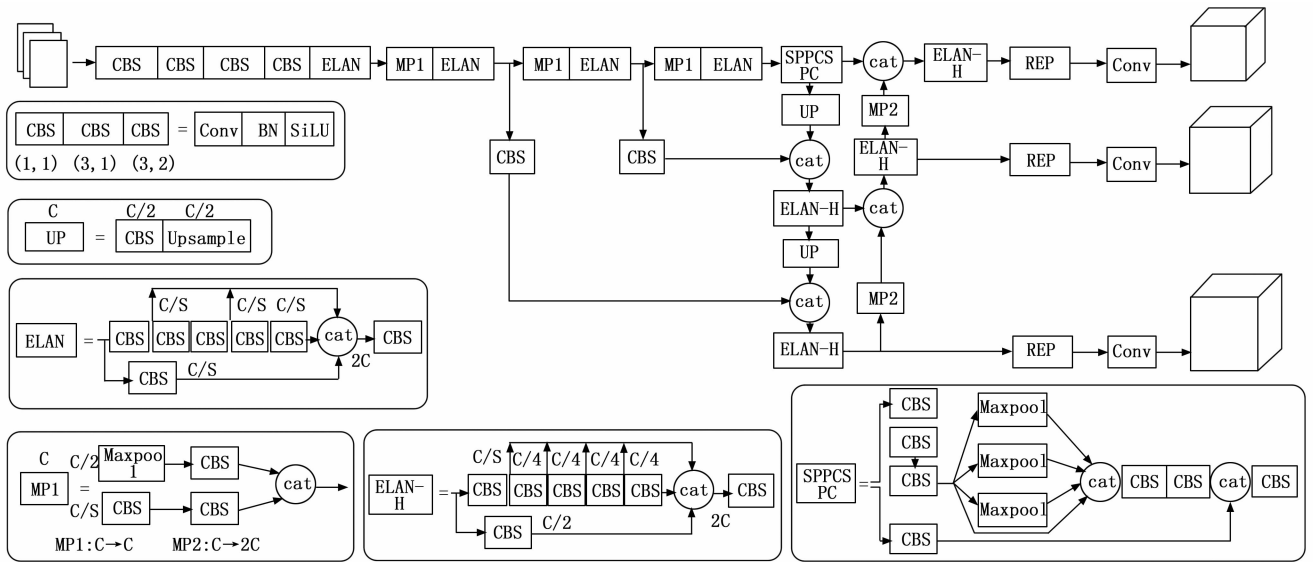 CBS CBS CBS CBS ELAN MP1 ELAN MP1 ELAN MP1 ELAN SPPCS cat ELAN- REP Conv
PC H
UP MP2
CBS CBS cat ELAN- REP Conv
H
ELAN-H cat
UP
cat MP2
ELAN-H REP Conv
CBS CBS CBS = Conv BN SiLU
(1,1) (3,1) (3,2)
C C/2 C/2
UP = CBS Upsample
C/S C/S C/S
ELAN = CBS CBS CBS CBS CBS cat CBS
2C
CBS C/S
C C/2 Maxpoo CBS
l
MP1 = cat
C/S CBS CBS
MP1:C→C MP2:C→2C
C/S C/4 C/4 C/4 C/4
ELAN- = CBS CBS CBS CBS CBS cat CBS
H
CBS C/2 2C
CBS Maxpool
CBS
SPPCS = CBS Maxpool cat CBS CBS cat CBS
PC
Maxpool
CBS